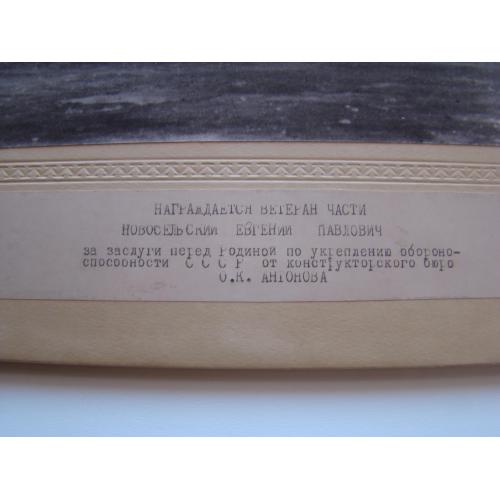 НАГРАЖДАЕТСЯ ВЕТЕРАН ЧАСТИ
НОВОСЕЛЬСКИЙ ЕВГЕНИЙ ПАВЛОВИЧ
за заслуги перед Родиной по укреплению обороно-
способности С С С Р от конструкторского бюро
О.К. АНТОНОВА